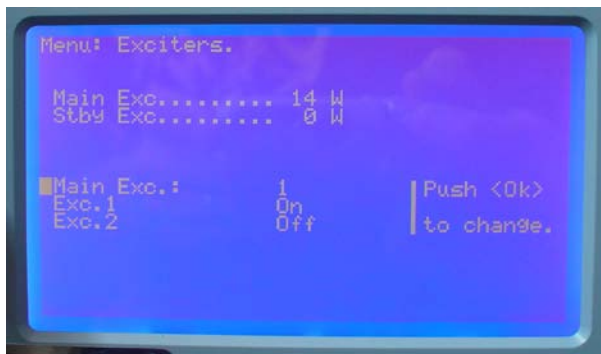 Menu: Exciters.
Main Exc.......... 14 W
Stby Exc.......... 0 W
Main Exc.: 1
Exc.1 On
Exc.2 Off
Push <Ok>
to change.